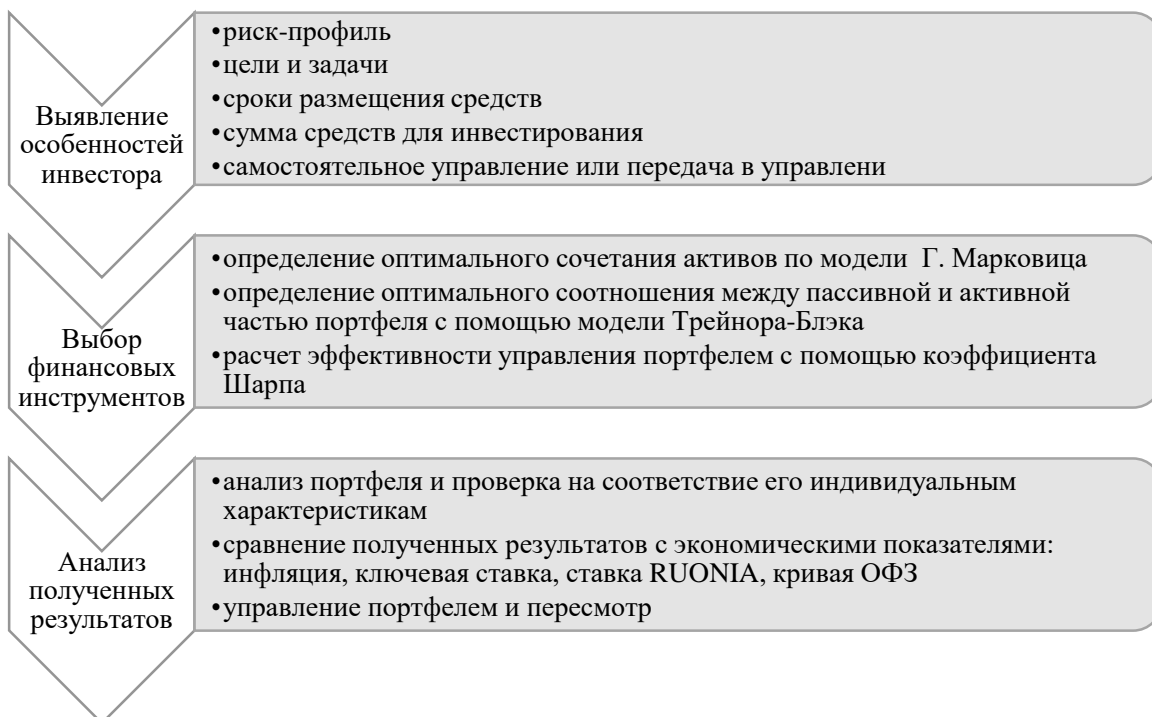 Выявление
особенностей
инвестора
•риск-профиль
•цели и задачи
•сроки размещения средств
•сумма средств для инвестирования
•самостоятельное управление или передача в управлени
Выбор
финансовых
инструментов
•определение оптимального сочетания активов по модели Г. Марковица
•определение оптимального соотношения между пассивной и активной
частью портфеля с помощью модели Трейнора-Блэка
•расчет эффективности управления портфелем с помощью коэффициента
Шарпа
Анализ
полученных
результатов
•анализ портфеля и проверка на соответствие его индивидуальным
характеристикам
•сравнение полученных результатов с экономическими показателями:
инфляция, ключевая ставка, ставка RUONIA, кривая ОФЗ
•управление портфелем и пересмотр